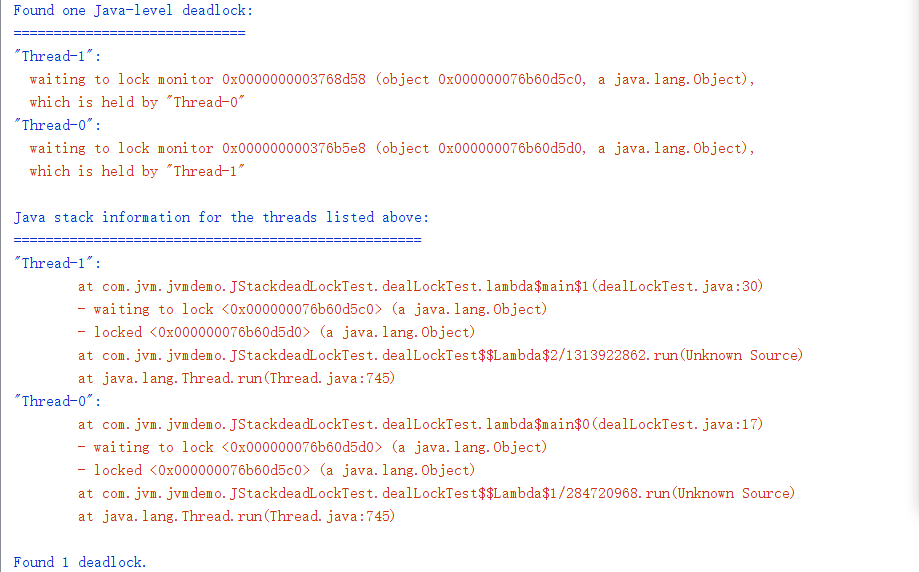 Found one Java-level deadlock:
=============================
"Thread-1":
  waiting to lock monitor 0x0000000003768d58 (object 0x000000076b60d5c0, a java.lang.Object),
  which is held by "Thread-0"
"Thread-0":
  waiting to lock monitor 0x000000000376b5e8 (object 0x000000076b60d5d0, a java.lang.Object),
  which is held by "Thread-1"

Java stack information for the threads listed above:
===================================================
"Thread-1":
        at com.jvm.jvmdemo.JStackdeadLockTest.dealLockTest.lambda$main$1(dealLockTest.java:30)
        - waiting to lock <0x000000076b60d5c0> (a java.lang.Object)
        - locked <0x000000076b60d5d0> (a java.lang.Object)
        at com.jvm.jvmdemo.JStackdeadLockTest.dealLockTest$$Lambda$2/1313922862.run(Unknown Source)
        at java.lang.Thread.run(Thread.java:745)
"Thread-0":
        at com.jvm.jvmdemo.JStackdeadLockTest.dealLockTest.lambda$main$0(dealLockTest.java:17)
        - waiting to lock <0x000000076b60d5d0> (a java.lang.Object)
        - locked <0x000000076b60d5c0> (a java.lang.Object)
        at com.jvm.jvmdemo.JStackdeadLockTest.dealLockTest$$Lambda$1/284720968.run(Unknown Source)
        at java.lang.Thread.run(Thread.java:745)

Found 1 deadlock.